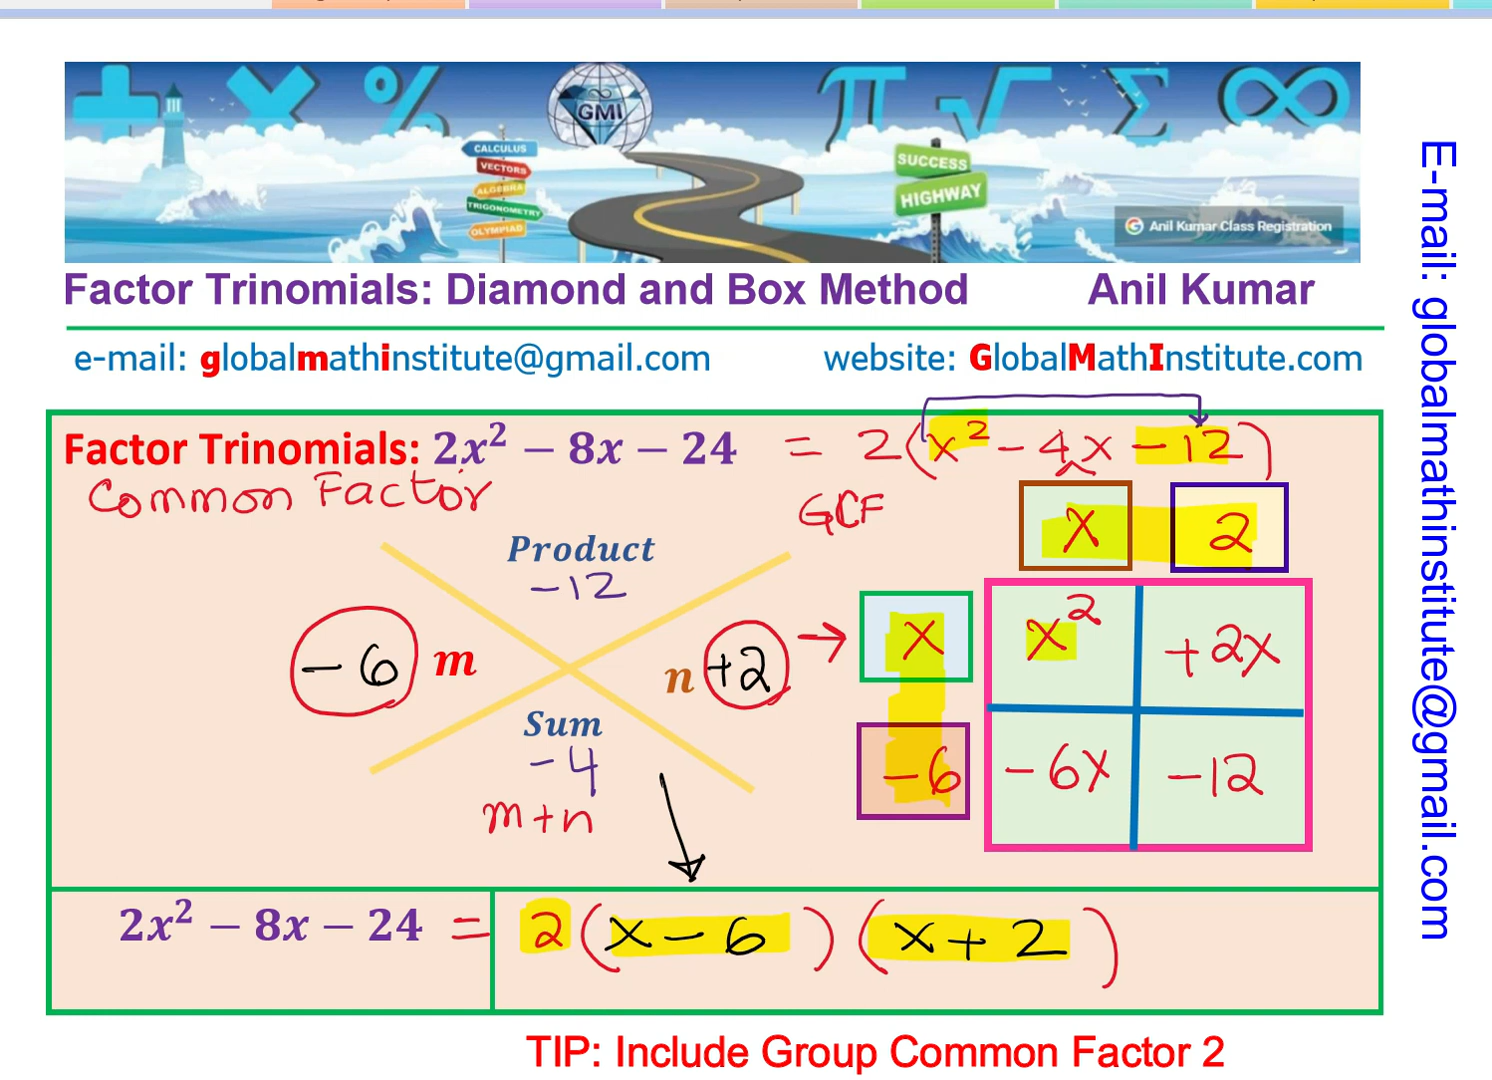 GMI
CALCULUS
VECTORS
ALGEBRA
TRIGONOMETRY
OLYMPIAD
SUCCESS
HIGHWAY
Anil Kumar Class Registration
Factor Trinomials: Diamond and Box Method Anil Kumar
e-mail: globalmathinstitute@gmail.com website: GlobalMathInstitute.com
Factor Trinomials: 2x² − 8x − 24 = 2(x² - 4x - 12)
Common Factor
GCF
x 2
Product
-12
-6 m n +2 → x x² +2x
Sum
-4
-6 -6x -12
m+n
2x² − 8x − 24 = 2(x-6)(x+2)
TIP: Include Group Common Factor 2
E-mail: globalmathinstitute@gmail.com